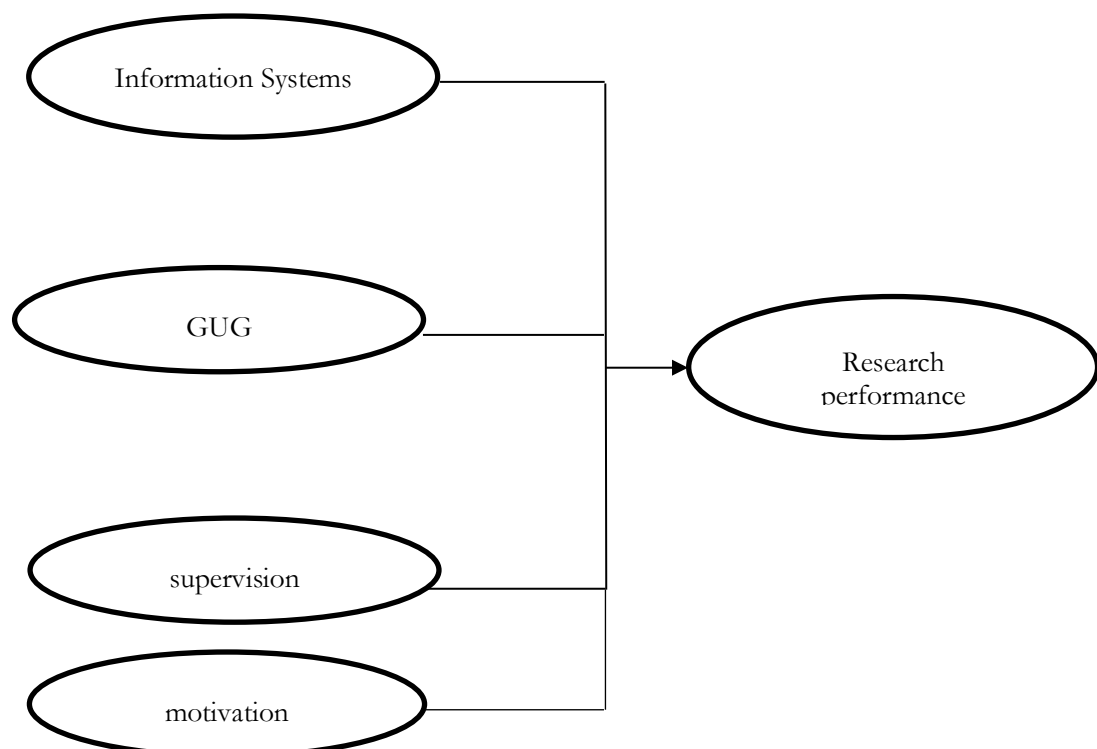 Information Systems
GUG
Research
performance
supervision
motivation